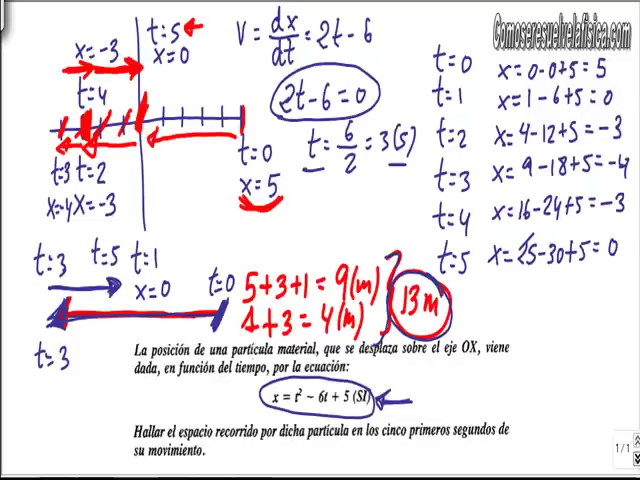 Comoseresuelvelafisica.com
x=-3
t=5
x=0
V=dx/dt=2t-6
t=4
2t-6=0
t=6/2=3(s)
t=0
x=5
t=3 t=2
x=-4 x=-3
t=0 x=0-0+5=5
t=1 x=1-6+5=0
t=2 x=4-12+5=-3
t=3 x=9-18+5=-4
t=4 x=16-24+5=-3
t=5 x=25-30+5=0
t=3 t=5 t=1
x=0
t=0
t=3
5+3+1=9(m)
1+3=4(m)
13 m
La posición de una partícula material, que se desplaza sobre el eje OX, viene
dada, en función del tiempo, por la ecuación:
x = t² – 6t + 5 (SI)
Hallar el espacio recorrido por dicha partícula en los cinco primeros segundos de
su movimiento.
1/1